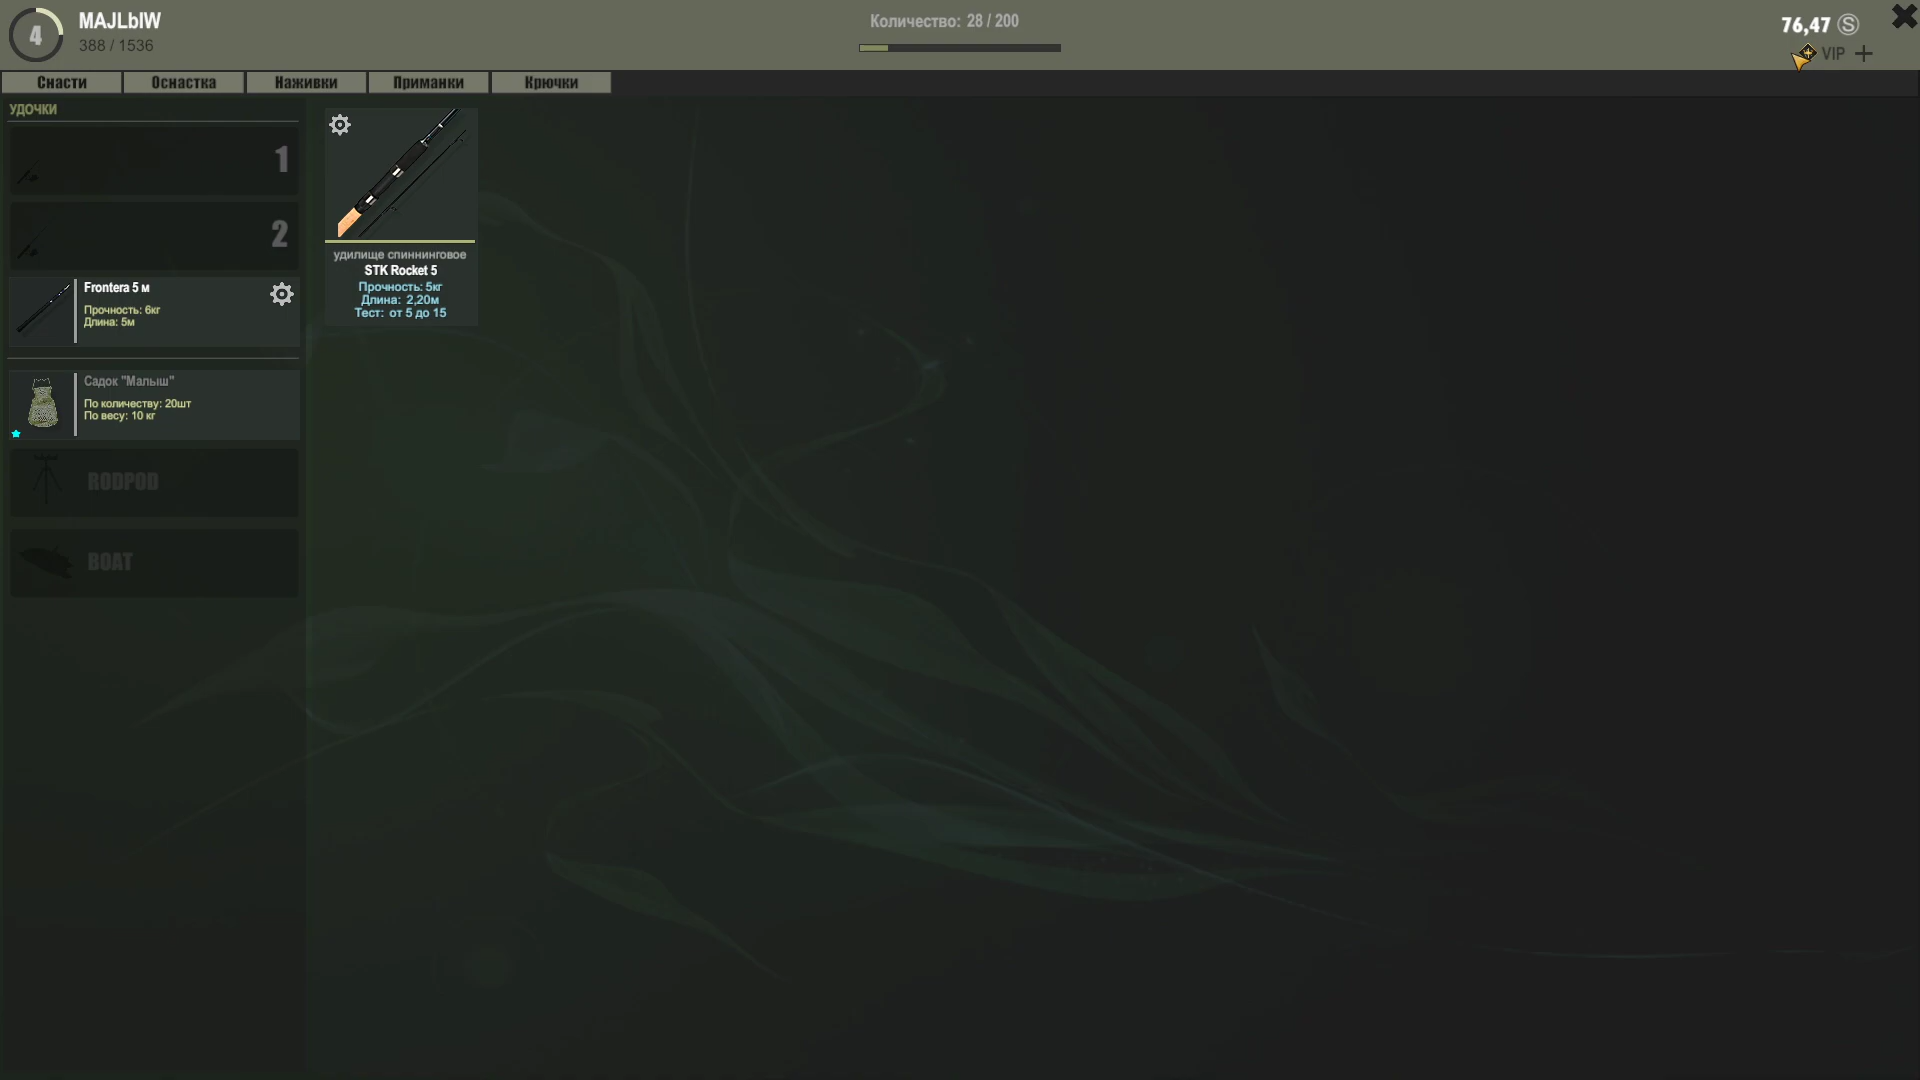 4
MAJLbIW
388 / 1536
Количество: 28 / 200
76,47 S
VIP
Снасти
Оснастка
Наживки
Приманки
Крючки
УДОЧКИ
1
2
Frontera 5 м
Прочность: 6кг
Длина: 5м
Садок "Малыш"
По количеству: 20шт
По весу: 10 кг
RODPOD
BOAT
удилище спиннинговое
STK Rocket 5
Прочность: 5кг
Длина: 2,20м
Тест: от 5 до 15